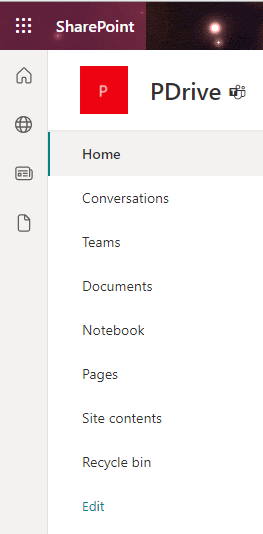 SharePoint
P
PDrive
Home
Conversations
Teams
Documents
Notebook
Pages
Site contents
Recycle bin
Edit